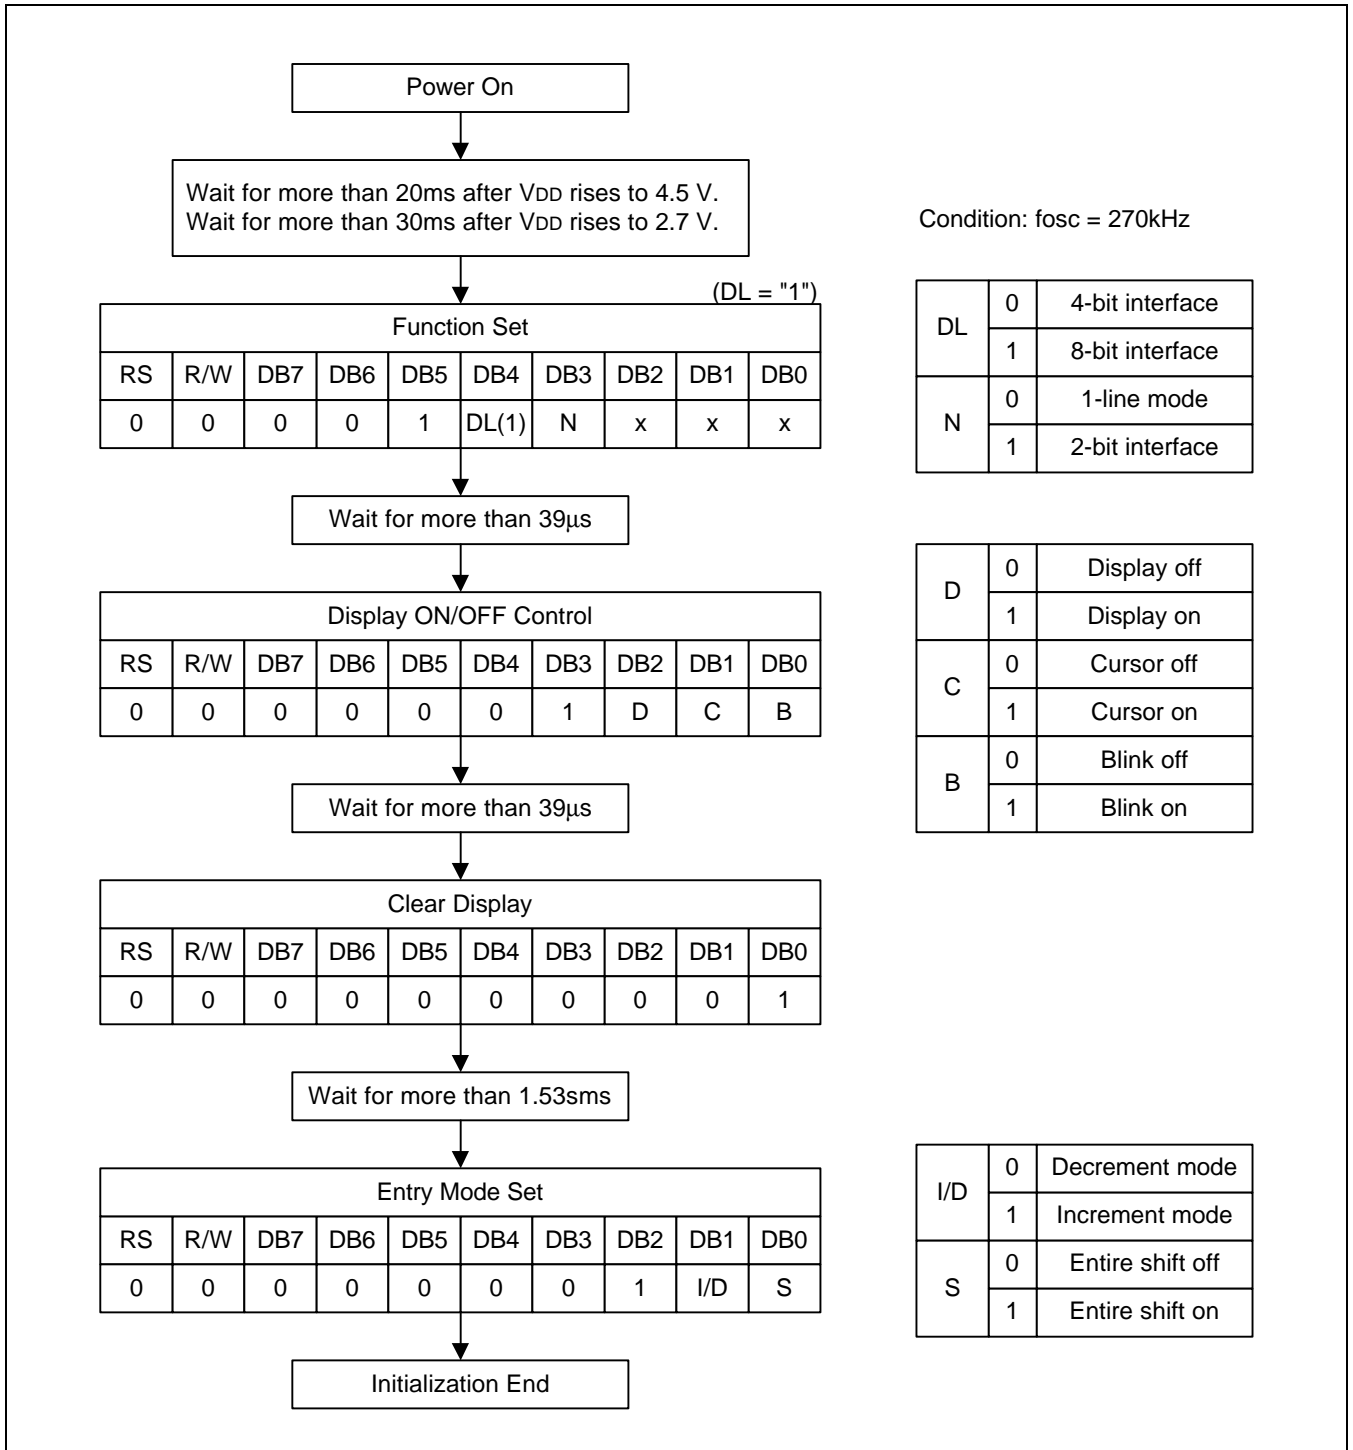 Power On
Wait for more than 20ms after VDD rises to 4.5 V.
Wait for more than 30ms after VDD rises to 2.7 V.
Condition: fosc = 270kHz
(DL = "1")
Function Set
RS R/W DB7 DB6 DB5 DB4 DB3 DB2 DB1 DB0
0 0 0 0 1 DL(1) N x x x
DL 0 4-bit interface
1 8-bit interface
N 0 1-line mode
1 2-bit interface
Wait for more than 39μs
Display ON/OFF Control
RS R/W DB7 DB6 DB5 DB4 DB3 DB2 DB1 DB0
0 0 0 0 0 0 1 D C B
D 0 Display off
1 Display on
C 0 Cursor off
1 Cursor on
B 0 Blink off
1 Blink on
Wait for more than 39μs
Clear Display
RS R/W DB7 DB6 DB5 DB4 DB3 DB2 DB1 DB0
0 0 0 0 0 0 0 0 0 1
Wait for more than 1.53sms
Entry Mode Set
RS R/W DB7 DB6 DB5 DB4 DB3 DB2 DB1 DB0
0 0 0 0 0 0 0 1 I/D S
I/D 0 Decrement mode
1 Increment mode
S 0 Entire shift off
1 Entire shift on
Initialization End